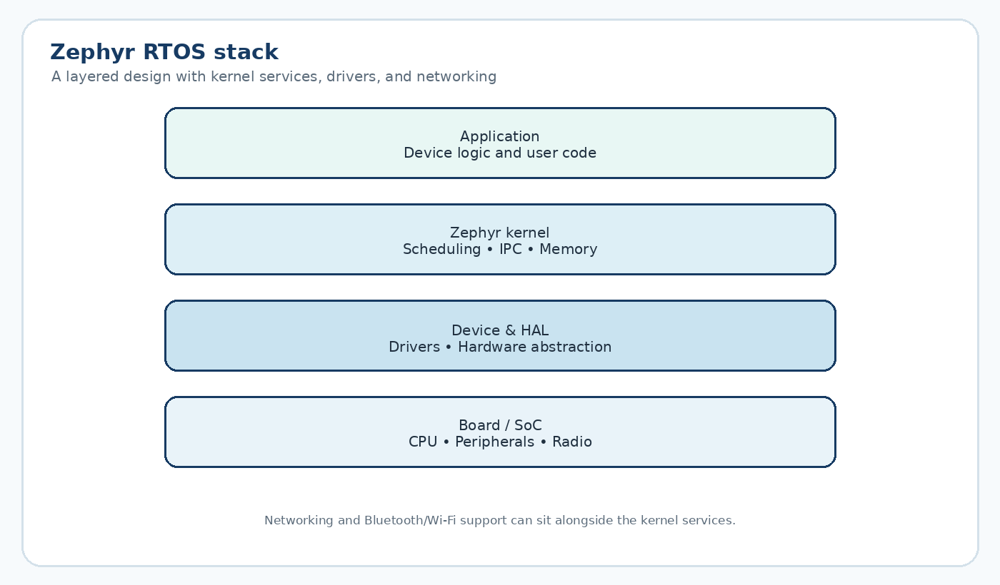 Zephyr RTOS stack
A layered design with kernel services, drivers, and networking
Application
Device logic and user code
Zephyr kernel
Scheduling • IPC • Memory
Device & HAL
Drivers • Hardware abstraction
Board / SoC
CPU • Peripherals • Radio
Networking and Bluetooth/Wi-Fi support can sit alongside the kernel services.